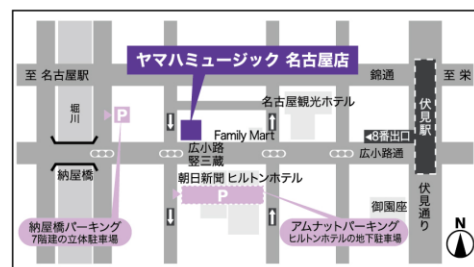 ヤマハミュージック 名古屋店
至 名古屋駅
錦通
至 栄
堀川
P
名古屋観光ホテル
伏見駅
Family Mart
◀8番出口
広小路
竪三蔵
広小路通
納屋橋
朝日新聞 ヒルトンホテル
P
伏見通り
御園座
納屋橋パーキング
7階建の立体駐車場
アムナットパーキング
ヒルトンホテルの地下駐車場
N